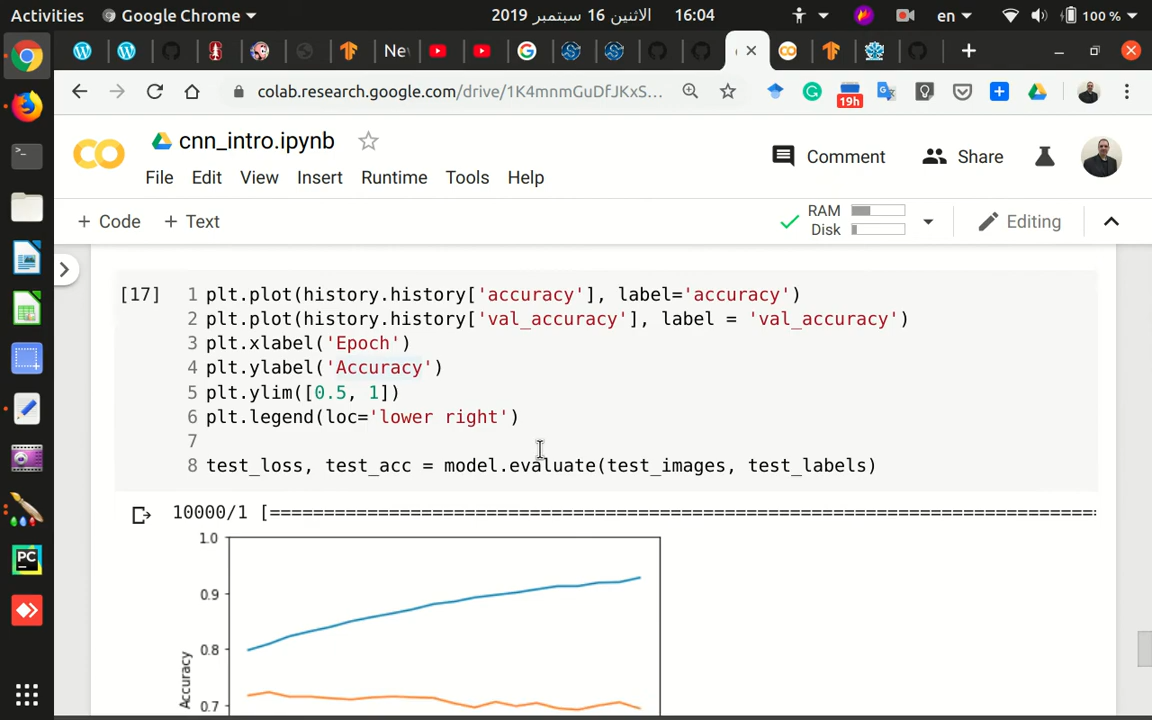 Activities Google Chrome 2019 الاثنين 16 سبتمبر 16:04 en 100 %
Ne
colab.research.google.com/drive/1K4mnmGuDfJKxS...
19h
cnn_intro.ipynb
Comment Share
File Edit View Insert Runtime Tools Help
+ Code + Text
RAM
Disk
Editing
[17] 1 plt.plot(history.history['accuracy'], label='accuracy')
2 plt.plot(history.history['val_accuracy'], label = 'val_accuracy')
3 plt.xlabel('Epoch')
4 plt.ylabel('Accuracy')
5 plt.ylim([0.5, 1])
6 plt.legend(loc='lower right')
7
8 test_loss, test_acc = model.evaluate(test_images, test_labels)
10000/1 [==============================================================================
1.0
0.9
0.8
0.7
Accuracy
PC